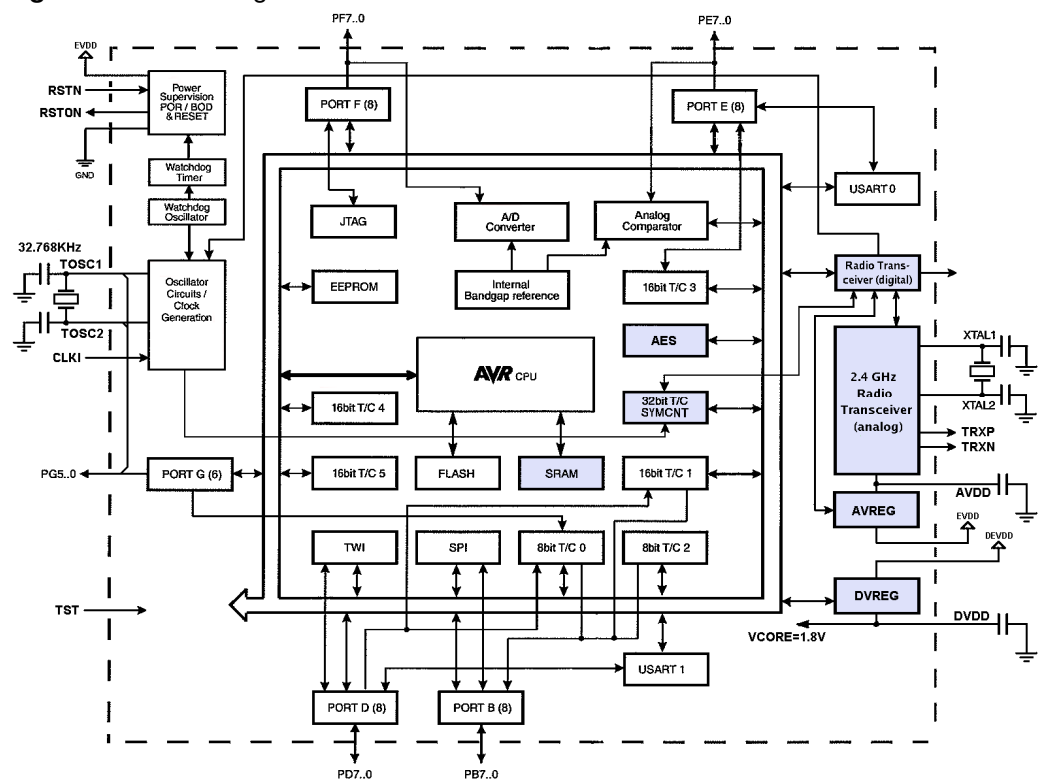 PF7..0
PE7..0
EVDD
RSTN
RSTON
GND
Power
Supervision
POR / BOD
& RESET
PORT F (8)
PORT E (8)
Watchdog
Timer
Watchdog
Oscillator
USART 0
JTAG
A/D
Converter
Analog
Comparator
32.768KHz
TOSC1
TOSC2
CLKI
Oscillator
Circuits /
Clock
Generation
EEPROM
Internal
Bandgap reference
16bit T/C 3
Radio Trans-
ceiver (digital)
AES
AVR CPU
2.4 GHz
Radio
Transceiver
(analog)
XTAL1
XTAL2
TRXP
TRXN
16bit T/C 4
32bit T/C
SYMCNT
PG5..0
PORT G (6)
16bit T/C 5
FLASH
SRAM
16bit T/C 1
AVDD
AVREG
EVDD
DEVDD
TWI
SPI
8bit T/C 0
8bit T/C 2
DVREG
TST
DVDD
VCORE=1.8V
USART 1
PORT D (8)
PORT B (8)
PD7..0
PB7..0